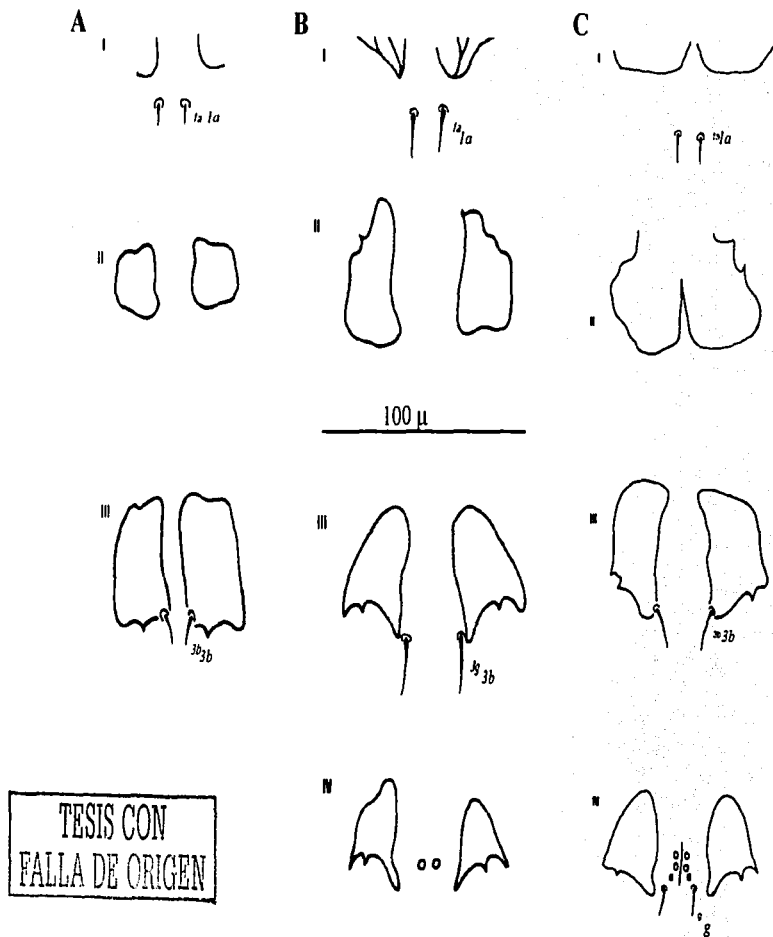 A B C
I I I
1a 1a 1a 1a 1a
II II II
100 µ
III III III
3b 3b 3g 3b 3b
IV IV
g
TESIS CON
FALLA DE ORIGEN